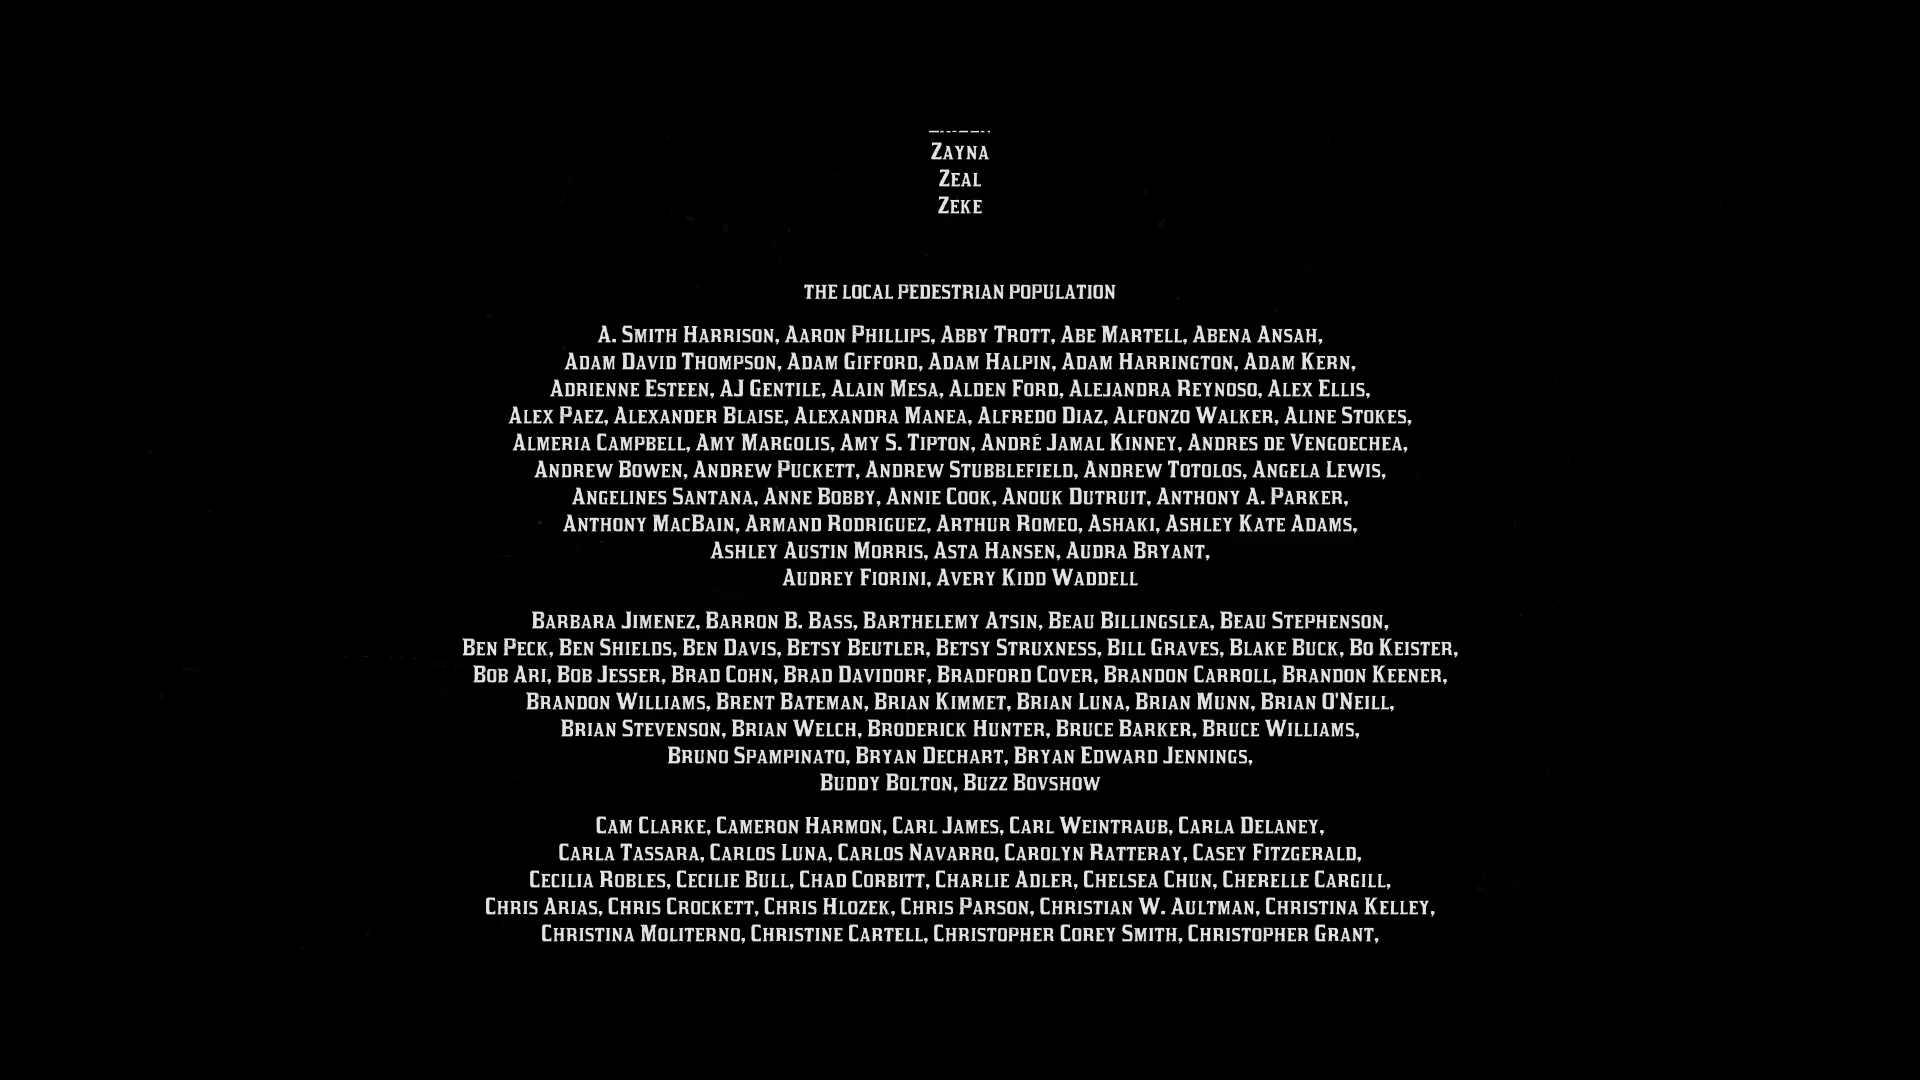 Zayna
Zeal
Zeke
THE LOCAL PEDESTRIAN POPULATION
A. Smith Harrison, Aaron Phillips, Abby Trott, Abe Martell, Abena Ansah,
Adam David Thompson, Adam Gifford, Adam Halpin, Adam Harrington, Adam Kern,
Adrienne Esteen, AJ Gentile, Alain Mesa, Alden Ford, Alejandra Reynoso, Alex Ellis,
Alex Paez, Alexander Blaise, Alexandra Manea, Alfredo Diaz, Alfonzo Walker, Aline Stokes,
Almeria Campbell, Amy Margolis, Amy S. Tipton, André Jamal Kinney, Andres de Vengoechea,
Andrew Bowen, Andrew Puckett, Andrew Stubblefield, Andrew Totolos, Angela Lewis,
Angelines Santana, Anne Bobby, Annie Cook, Anouk Dutruit, Anthony A. Parker,
Anthony MacBain, Armand Rodriguez, Arthur Romeo, Ashaki, Ashley Kate Adams,
Ashley Austin Morris, Asta Hansen, Audra Bryant,
Audrey Fiorini, Avery Kidd Waddell
Barbara Jimenez, Barron B. Bass, Barthelemy Atsin, Beau Billingslea, Beau Stephenson,
Ben Peck, Ben Shields, Ben Davis, Betsy Beutler, Betsy Struxness, Bill Graves, Blake Buck, Bo Keister,
Bob Ari, Bob Jesser, Brad Cohn, Brad Davidorf, Bradford Cover, Brandon Carroll, Brandon Keener,
Brandon Williams, Brent Bateman, Brian Kimmet, Brian Luna, Brian Munn, Brian O'Neill,
Brian Stevenson, Brian Welch, Broderick Hunter, Bruce Barker, Bruce Williams,
Bruno Spampinato, Bryan Dechart, Bryan Edward Jennings,
Buddy Bolton, Buzz Bovshow
Cam Clarke, Cameron Harmon, Carl James, Carl Weintraub, Carla Delaney,
Carla Tassara, Carlos Luna, Carlos Navarro, Carolyn Ratteray, Casey Fitzgerald,
Cecilia Robles, Cecilie Bull, Chad Corbitt, Charlie Adler, Chelsea Chun, Cherelle Cargill,
Chris Arias, Chris Crockett, Chris Hlozek, Chris Parson, Christian W. Aultman, Christina Kelley,
Christina Moliterno, Christine Cartell, Christopher Corey Smith, Christopher Grant,